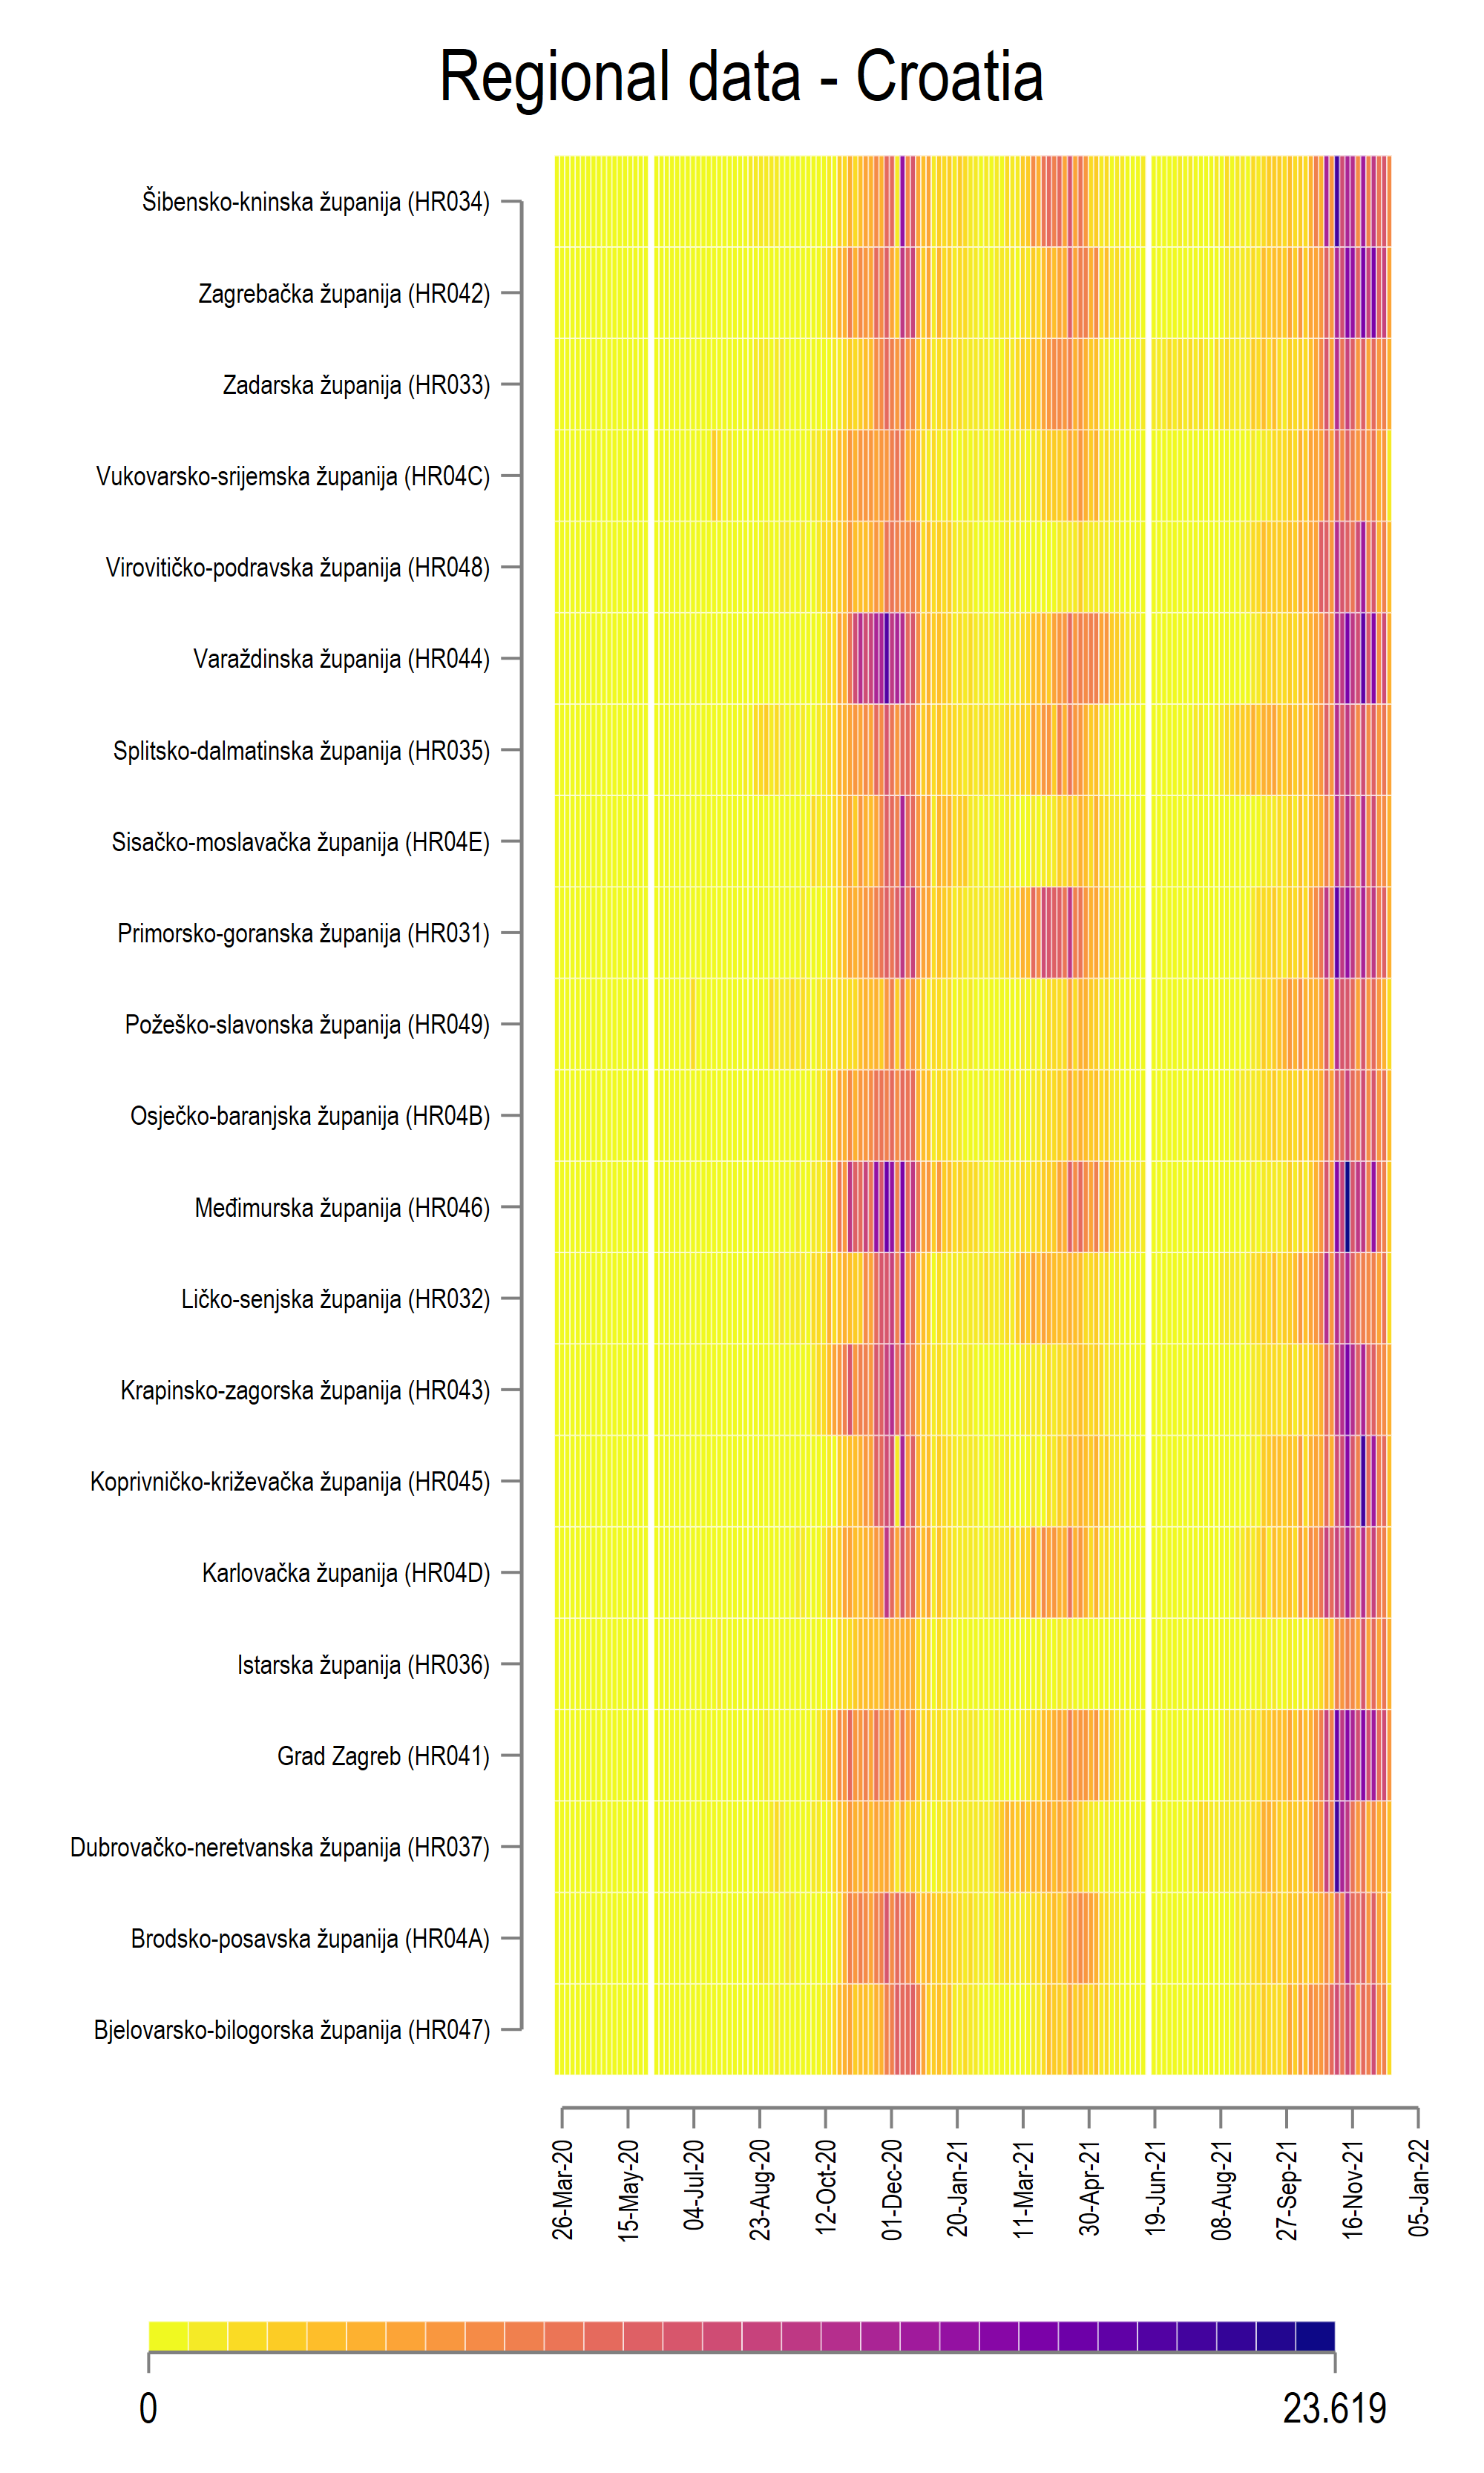 Regional data - Croatia
Šibensko-kninska županija (HR034)
Zagrebačka županija (HR042)
Zadarska županija (HR033)
Vukovarsko-srijemska županija (HR04C)
Virovitičko-podravska županija (HR048)
Varaždinska županija (HR044)
Splitsko-dalmatinska županija (HR035)
Sisačko-moslavačka županija (HR04E)
Primorsko-goranska županija (HR031)
Požeško-slavonska županija (HR049)
Osječko-baranjska županija (HR04B)
Međimurska županija (HR046)
Ličko-senjska županija (HR032)
Krapinsko-zagorska županija (HR043)
Koprivničko-križevačka županija (HR045)
Karlovačka županija (HR04D)
Istarska županija (HR036)
Grad Zagreb (HR041)
Dubrovačko-neretvanska županija (HR037)
Brodsko-posavska županija (HR04A)
Bjelovarsko-bilogorska županija (HR047)
26-Mar-20
15-May-20
04-Jul-20
23-Aug-20
12-Oct-20
01-Dec-20
20-Jan-21
11-Mar-21
30-Apr-21
19-Jun-21
08-Aug-21
27-Sep-21
16-Nov-21
05-Jan-22
0
23.619